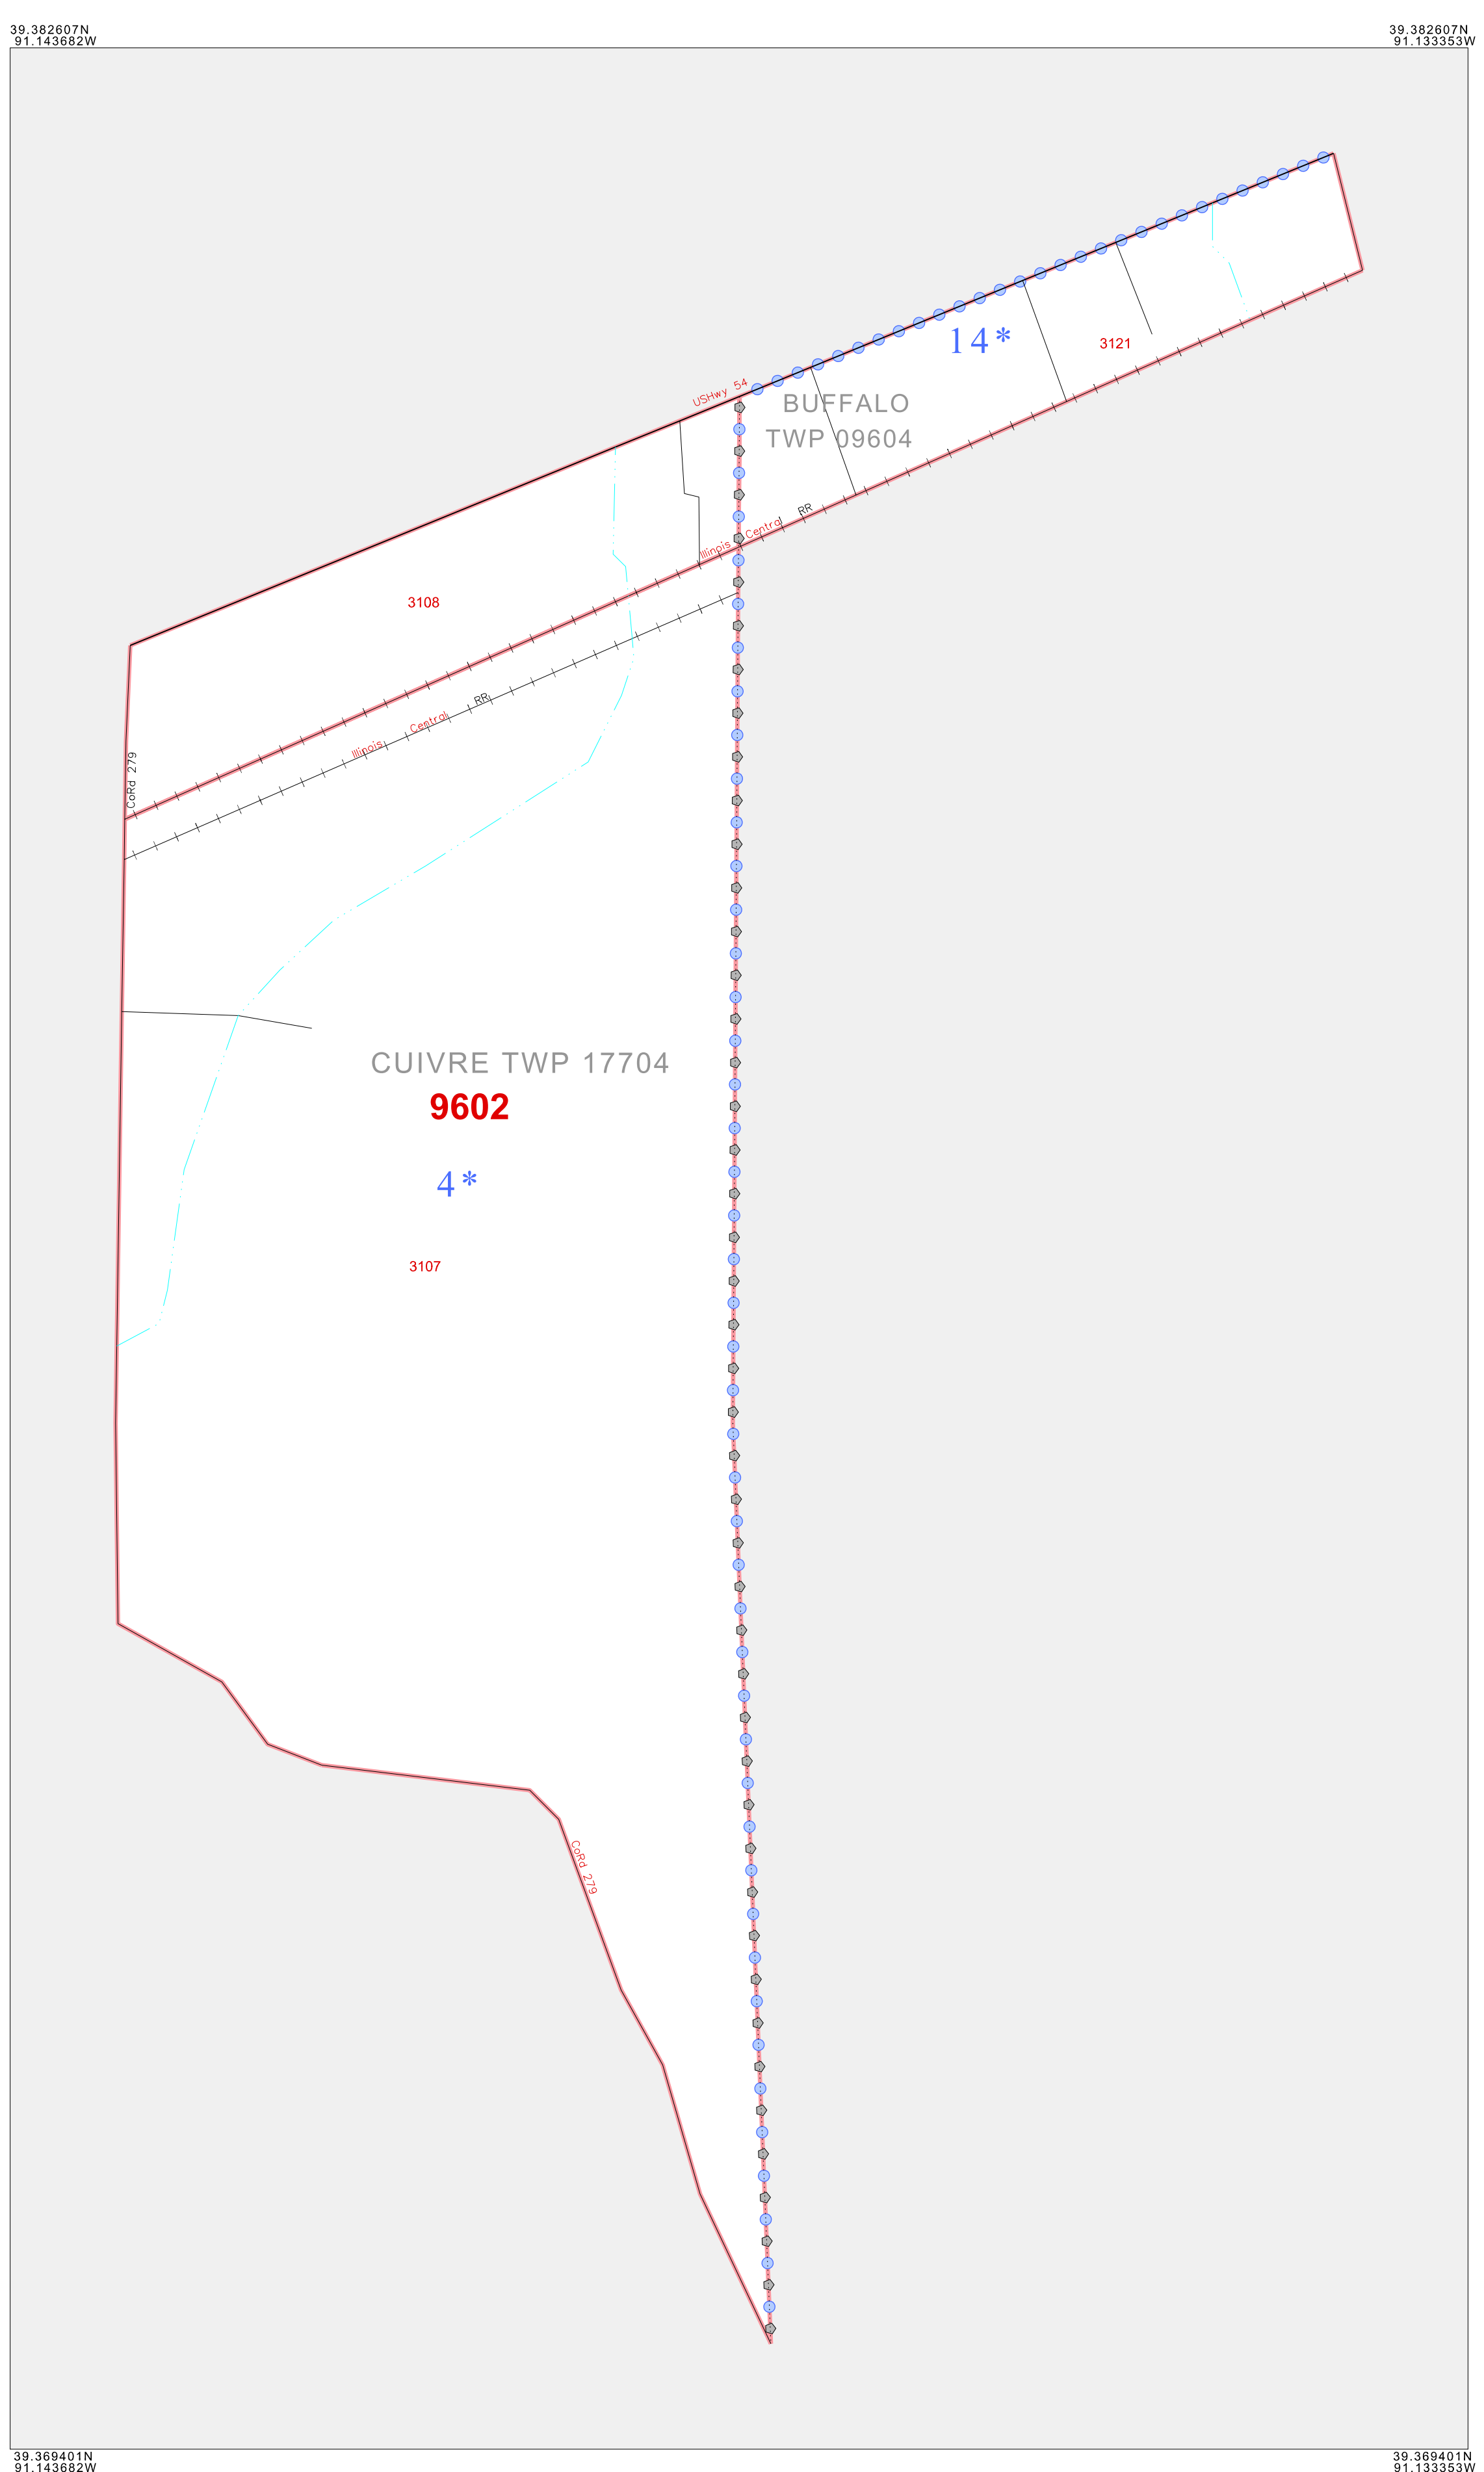 39.382607N
91.143682W
39.382607N
91.133353W
USHwy 54
14*
3121
BUFFALO
TWP 09604
Illinois Central RR
3108
Illinois Central RR
CoRd 279
CUIVRE TWP 17704
9602
4*
3107
CoRd 279
39.369401N
91.143682W
39.369401N
91.133353W